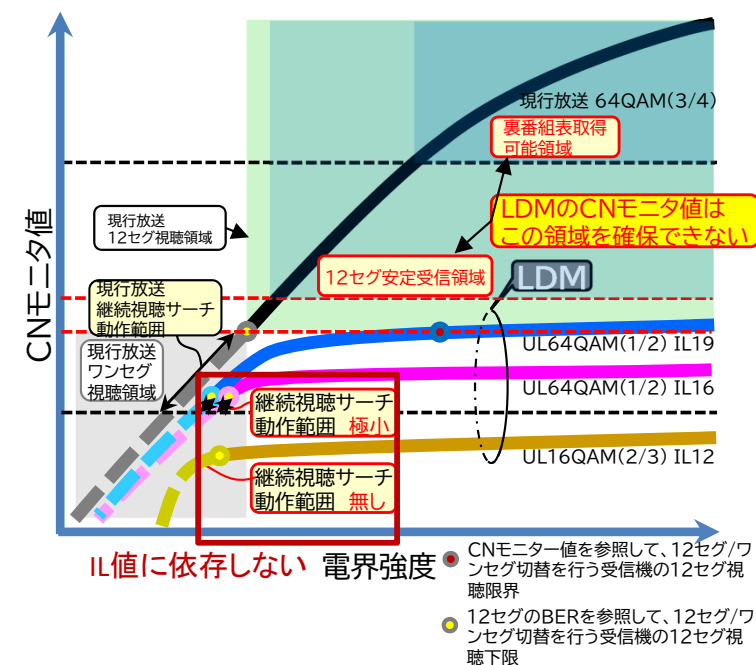 現行放送 64QAM(3/4)
裏番組表取得
可能領域
LDMのCNモニタ値は
この領域を確保できない
現行放送
12セグ視聴領域
12セグ安定受信領域
LDM
CNモニタ値
現行放送
継続視聴サーチ
動作範囲
現行放送
ワンセグ
視聴領域
UL64QAM(1/2) IL19
UL64QAM(1/2) IL16
継続視聴サーチ
動作範囲 極小
UL16QAM(2/3) IL12
継続視聴サーチ
動作範囲 無し
IL値に依存しない
電界強度
CNモニター値を参照して、12セグ/ワ
ンセグ切替を行う受信機の12セグ視
聴限界
12セグのBERを参照して、12セグ/ワ
ンセグ切替を行う受信機の12セグ視
聴下限